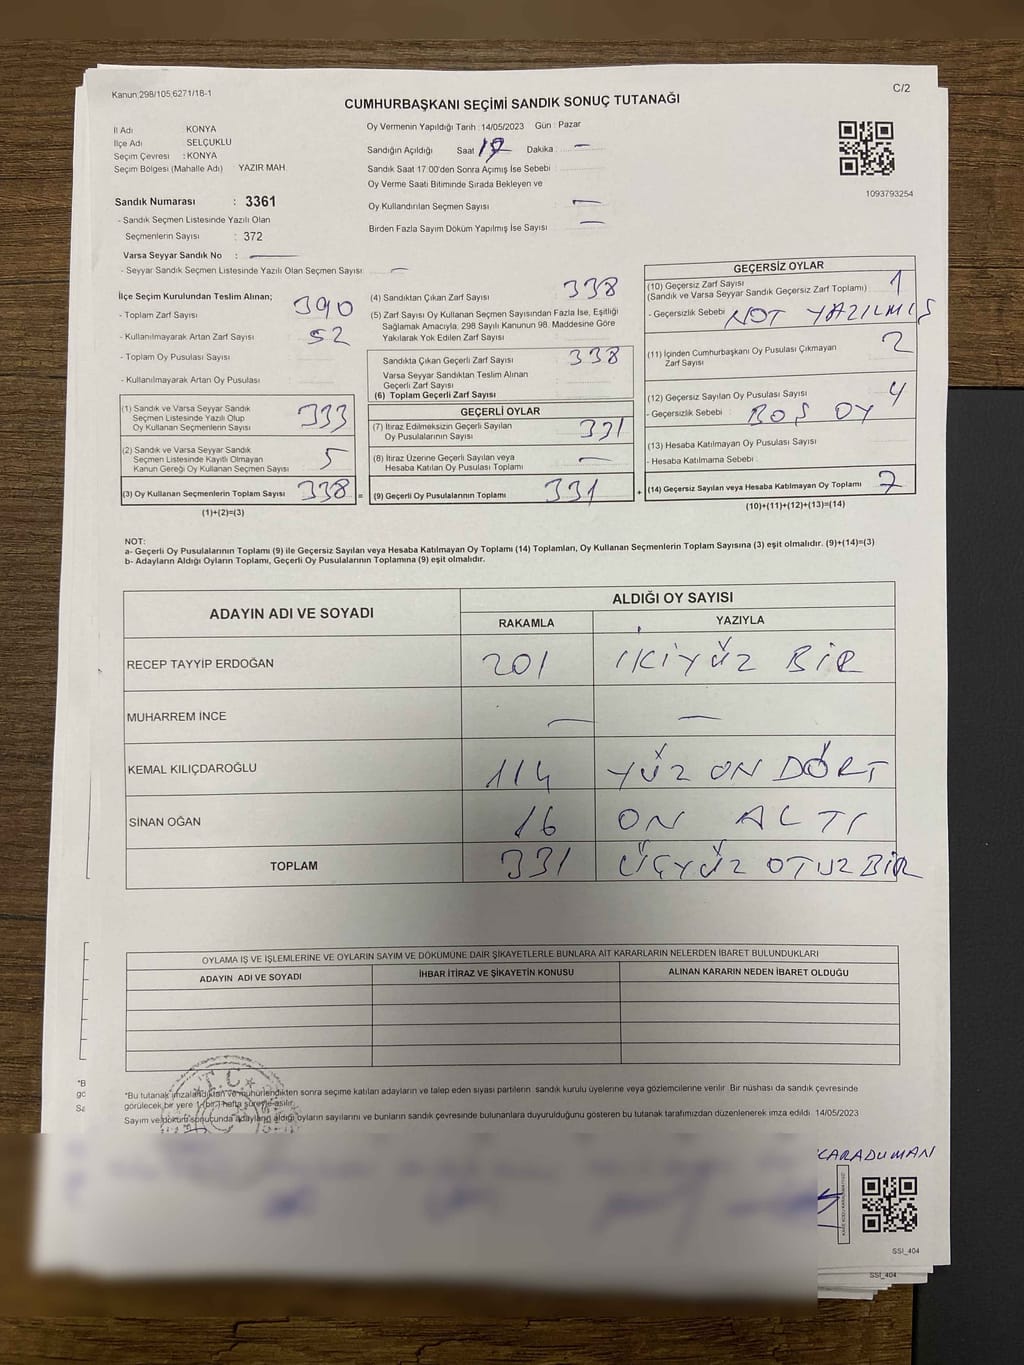 Kanun:298/105,6271/18-1
C/2
CUMHURBAŞKANI SEÇİMİ SANDIK SONUÇ TUTANAĞI
İl Adı KONYA
İlçe Adı SELÇUKLU
Seçim Çevresi : KONYA
Seçim Bölgesi (Mahalle Adı) YAZIR MAH
Sandık Numarası : 3361
- Sandık Seçmen Listesinde Yazılı Olan
Seçmenlerin Sayısı : 372
Varsa Seyyar Sandık No : —
- Seyyar Sandık Seçmen Listesinde Yazılı Olan Seçmen Sayısı —
Oy Vermenin Yapıldığı Tarih : 14/05/2023 Gün : Pazar
Sandığın Açıldığı Saat 17 Dakika : —
Sandık Saat 17:00'den Sonra Açımış İse Sebebi :
Oy Verme Saati Bitiminde Sırada Bekleyen ve
Oy Kullandırılan Seçmen Sayısı —
Birden Fazla Sayım Döküm Yapılmış İse Sayısı —
1093793254
İlçe Seçim Kurulundan Teslim Alınan;
- Toplam Zarf Sayısı 390
- Kullanılmayarak Artan Zarf Sayısı 52
- Toplam Oy Pusulası Sayısı
- Kullanılmayarak Artan Oy Pusulası
(1) Sandık ve Varsa Seyyar Sandık
Seçmen Listesinde Yazılı Olup
Oy Kullanan Seçmenlerin Sayısı 333
(2) Sandık ve Varsa Seyyar Sandık
Seçmen Listesinde Kayıtlı Olmayan
Kanun Gereği Oy Kullanan Seçmen Sayısı 5
(3) Oy Kullanan Seçmenlerin Toplam Sayısı 338 =
(1)+(2)=(3)
(4) Sandıktan Çıkan Zarf Sayısı 338
(5) Zarf Sayısı Oy Kullanan Seçmen Sayısından Fazla İse, Eşitliği
Sağlamak Amacıyla. 298 Sayılı Kanunun 98. Maddesine Göre
Yakılarak Yok Edilen Zarf Sayısı
Sandıkta Çıkan Geçerli Zarf Sayısı 338
Varsa Seyyar Sandıktan Teslim Alınan
Geçerli Zarf Sayısı
(6) Toplam Geçerli Zarf Sayısı
GEÇERLİ OYLAR
(7) İtiraz Edilmeksizin Geçerli Sayılan
Oy Pusulalarının Sayısı 331
(8) İtiraz Üzerine Geçerli Sayılan veya
Hesaba Katılan Oy Pusulası Toplamı —
(9) Geçerli Oy Pusulalarının Toplamı 331 +
GEÇERSİZ OYLAR
(10) Geçersiz Zarf Sayısı 1
(Sandık ve Varsa Seyyar Sandık Geçersiz Zarf Toplamı)
- Geçersizlik Sebebi : NOT YAZILMIŞ
(11) İçinden Cumhurbaşkanı Oy Pusulası Çıkmayan 2
Zarf Sayısı
(12) Geçersiz Sayılan Oy Pusulası Sayısı 4
- Geçersizlik Sebebi : BOŞ OY
(13) Hesaba Katılmayan Oy Pusulası Sayısı
- Hesaba Katılmama Sebebi :
(14) Geçersiz Sayılan veya Hesaba Katılmayan Oy Toplamı 7
(10)+(11)+(12)+(13)=(14)
NOT:
a- Geçerli Oy Pusulalarının Toplamı (9) ile Geçersiz Sayılan veya Hesaba Katılmayan Oy Toplamı (14) Toplamları, Oy Kullanan Seçmenlerin Toplam Sayısına (3) eşit olmalıdır. (9)+(14)=(3)
b- Adayların Aldığı Oyların Toplamı, Geçerli Oy Pusulalarının Toplamına (9) eşit olmalıdır.
ADAYIN ADI VE SOYADI ALDIĞI OY SAYISI
RAKAMLA YAZIYLA
RECEP TAYYİP ERDOĞAN 201 İKİYÜZ BİR
MUHARREM İNCE — —
KEMAL KILIÇDAROĞLU 114 YÜZ ON DÖRT
SİNAN OĞAN 16 ON ALTI
TOPLAM 331 ÜÇYÜZ OTUZ BİR
OYLAMA İŞ VE İŞLEMLERİNE VE OYLARIN SAYIM VE DÖKÜMÜNE DAİR ŞİKAYETLERLE BUNLARA AİT KARARLARIN NELERDEN İBARET BULUNDUKLARI
ADAYIN ADI VE SOYADI İHBAR İTİRAZ VE ŞİKAYETİN KONUSU ALINAN KARARIN NEDEN İBARET OLDUĞU
T.C.
*Bu tutanak imzalandıktan ve mühürlendikten sonra seçime katılan adayların ve talep eden siyasi partilerin sandık kurulu üyelerine veya gözlemcilerine verilir. Bir nüshası da sandık çevresinde
görülecek bir yere 1 (bir) hafta süreyle asılır.
Sayım ve döküm sonucunda adayların aldığı oyların sayılarını ve bunların sandık çevresinde bulunanlara duyurulduğunu gösteren bu tutanak tarafımızdan düzenlenerek imza edildi. 14/05/2023
KARADUMAN
SSI_404
SSI_404